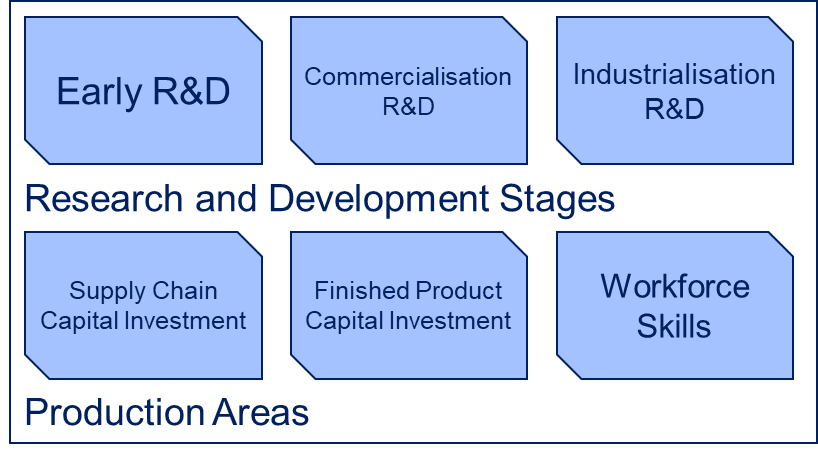 Early R&D
Commercialisation
R&D
Industrialisation
R&D
Research and Development Stages
Supply Chain
Capital Investment
Finished Product
Capital Investment
Workforce
Skills
Production Areas